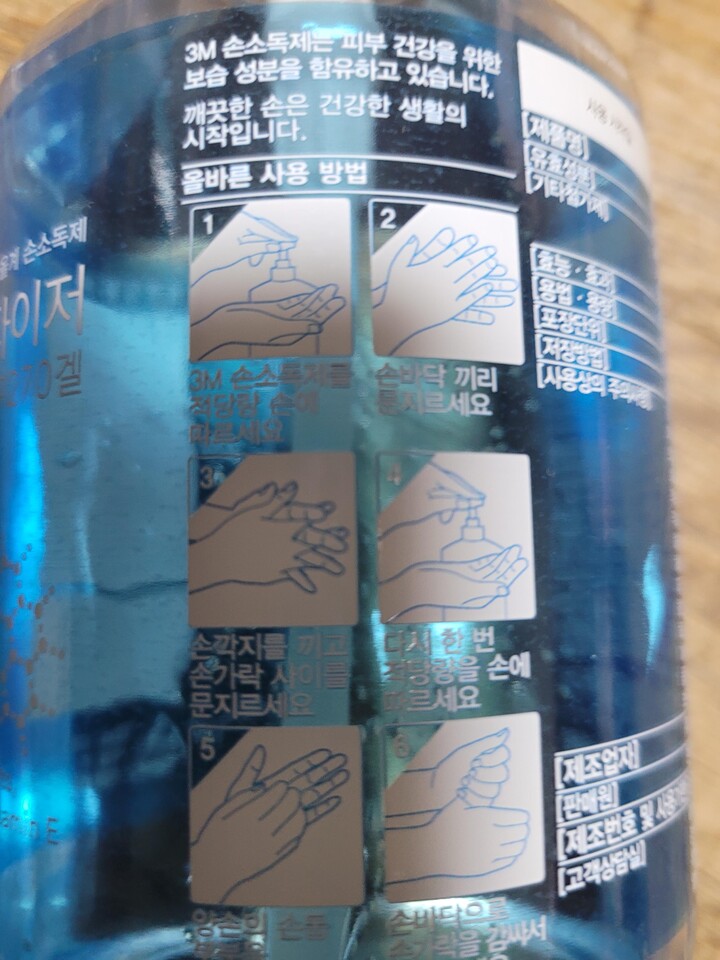 3M 손소독제는 피부 건강을 위한
보습 성분을 함유하고 있습니다.
깨끗한 손은 건강한 생활의
시작입니다.
올바른 사용 방법
1
3M 손소독제를
적당량 손에
따르세요
2
손바닥 끼리
문지르세요
3
손깍지를 끼고
손가락 사이를
문지르세요
4
다시 한 번
적당량을 손에
따르세요
5
양손의 손등
6
손바닥으로
손가락을 감싸서
손소독제
이저
70겔
E
[제품명]
[유효성분]
[기타첨가제]
[효능·효과]
[용법·용량]
[포장단위]
[저장방법]
[사용상의 주의사항]
[제조업자]
[판매원]
[제조번호 및 사용기한]
[고객상담실]